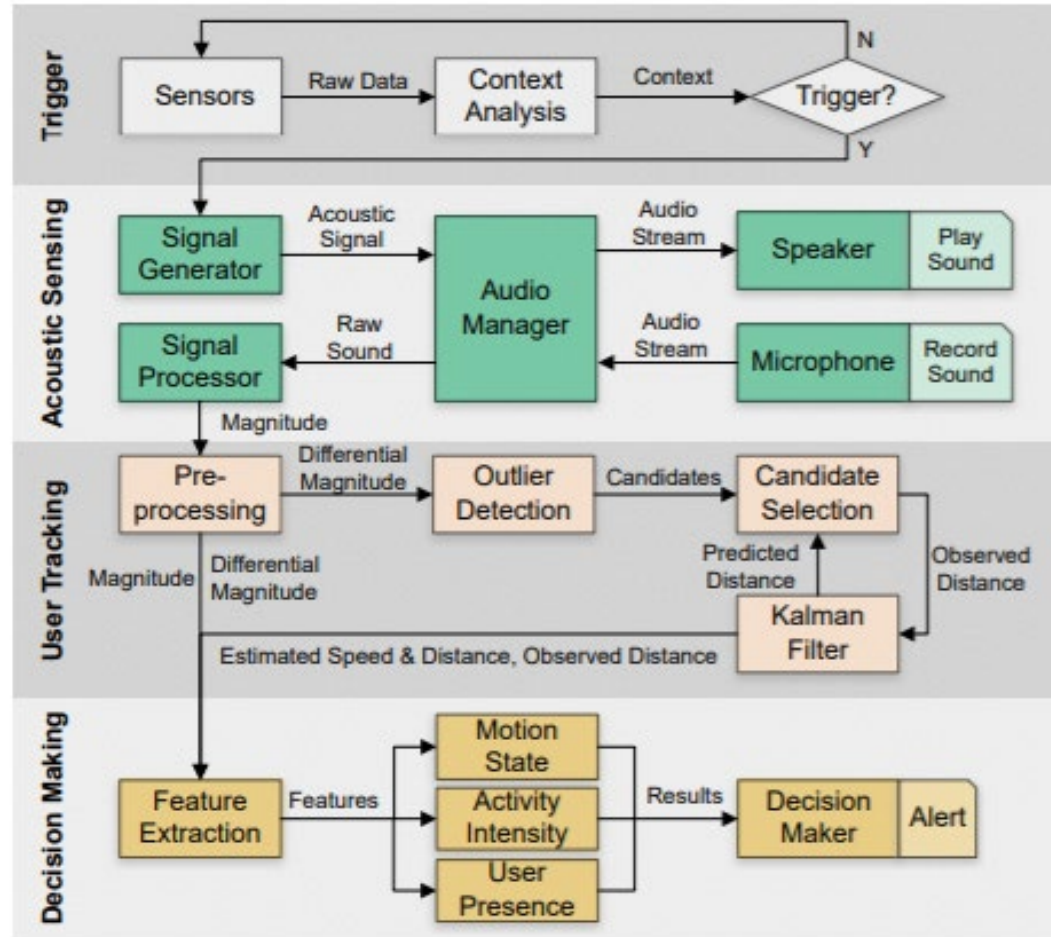 Trigger
N
Sensors
Raw Data
Context
Analysis
Context
Trigger?
Y
Acoustic Sensing
Signal
Generator
Acoustic
Signal
Audio
Manager
Audio
Stream
Speaker
Play
Sound
Signal
Processor
Raw
Sound
Audio
Stream
Microphone
Record
Sound
Magnitude
User Tracking
Pre-
processing
Differential
Magnitude
Outlier
Detection
Candidates
Candidate
Selection
Magnitude
Differential
Magnitude
Predicted
Distance
Observed
Distance
Kalman
Filter
Estimated Speed & Distance, Observed Distance
Decision Making
Feature
Extraction
Features
Motion
State
Activity
Intensity
User
Presence
Results
Decision
Maker
Alert